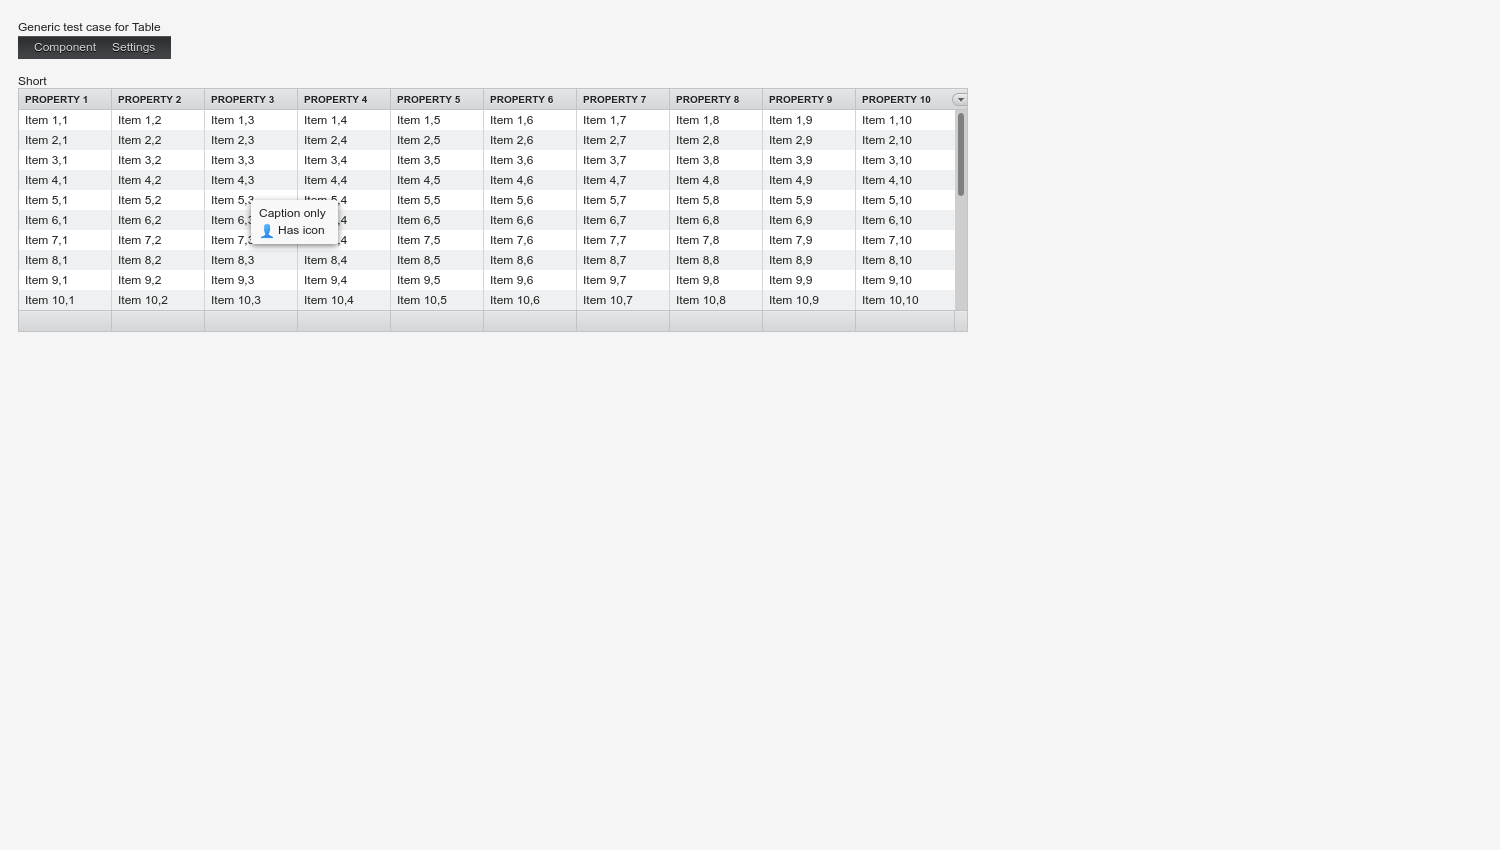 Generic test case for Table
Component Settings
Short
PROPERTY 1 PROPERTY 2 PROPERTY 3 PROPERTY 4 PROPERTY 5 PROPERTY 6 PROPERTY 7 PROPERTY 8 PROPERTY 9 PROPERTY 10
Item 1,1 Item 1,2 Item 1,3 Item 1,4 Item 1,5 Item 1,6 Item 1,7 Item 1,8 Item 1,9 Item 1,10
Item 2,1 Item 2,2 Item 2,3 Item 2,4 Item 2,5 Item 2,6 Item 2,7 Item 2,8 Item 2,9 Item 2,10
Item 3,1 Item 3,2 Item 3,3 Item 3,4 Item 3,5 Item 3,6 Item 3,7 Item 3,8 Item 3,9 Item 3,10
Item 4,1 Item 4,2 Item 4,3 Item 4,4 Item 4,5 Item 4,6 Item 4,7 Item 4,8 Item 4,9 Item 4,10
Item 5,1 Item 5,2 Item 5,3 Item 5,4 Item 5,5 Item 5,6 Item 5,7 Item 5,8 Item 5,9 Item 5,10
Caption only
Item 6,1 Item 6,2 Item 6,3 ,4 Item 6,5 Item 6,6 Item 6,7 Item 6,8 Item 6,9 Item 6,10
Has icon
Item 7,1 Item 7,2 Item 7,3 ,4 Item 7,5 Item 7,6 Item 7,7 Item 7,8 Item 7,9 Item 7,10
Item 8,1 Item 8,2 Item 8,3 Item 8,4 Item 8,5 Item 8,6 Item 8,7 Item 8,8 Item 8,9 Item 8,10
Item 9,1 Item 9,2 Item 9,3 Item 9,4 Item 9,5 Item 9,6 Item 9,7 Item 9,8 Item 9,9 Item 9,10
Item 10,1 Item 10,2 Item 10,3 Item 10,4 Item 10,5 Item 10,6 Item 10,7 Item 10,8 Item 10,9 Item 10,10